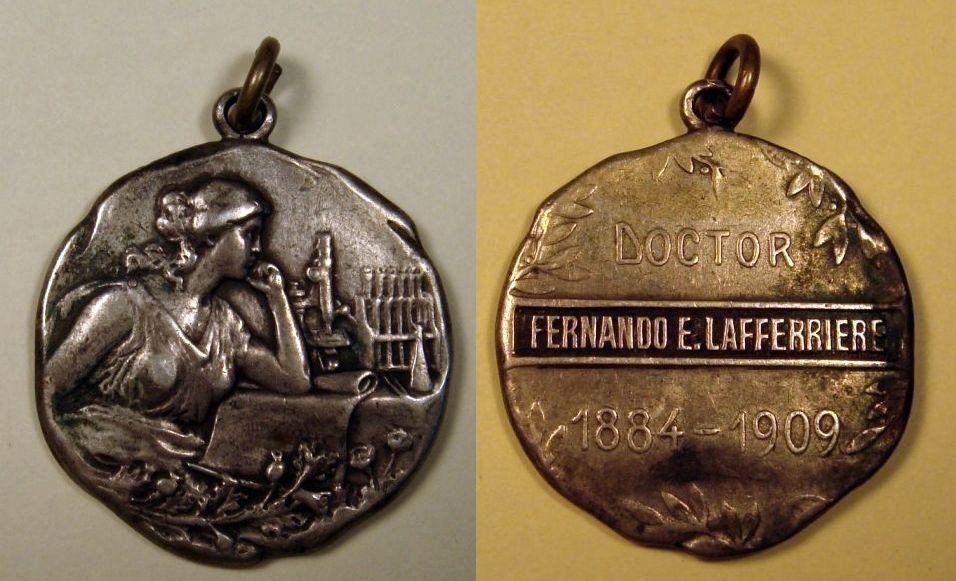 DOCTOR
FERNANDO E. LAFFERRIERE
1884-1909